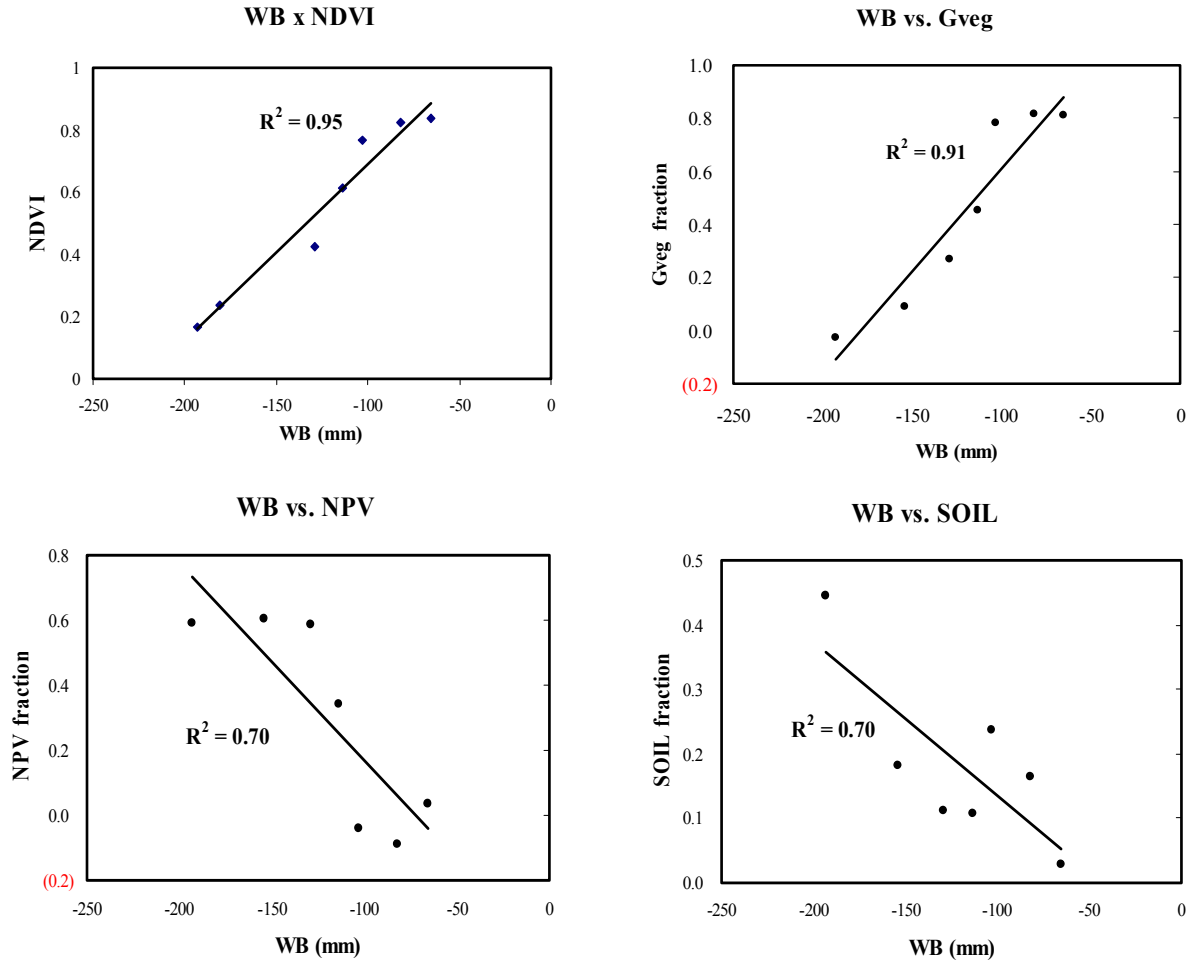 WB x NDVI
1
0.8
0.6
0.4
0.2
0
NDVI
R² = 0.95
-250 -200 -150 -100 -50 0
WB (mm)
WB vs. Gveg
1.0
0.8
0.6
0.4
0.2
0.0
(0.2)
Gveg fraction
R² = 0.91
-250 -200 -150 -100 -50 0
WB (mm)
WB vs. NPV
0.8
0.6
0.4
0.2
0.0
(0.2)
NPV fraction
R² = 0.70
-250 -200 -150 -100 -50 0
WB (mm)
WB vs. SOIL
0.5
0.4
0.3
0.2
0.1
0.0
SOIL fraction
R² = 0.70
-250 -200 -150 -100 -50 0
WB (mm)